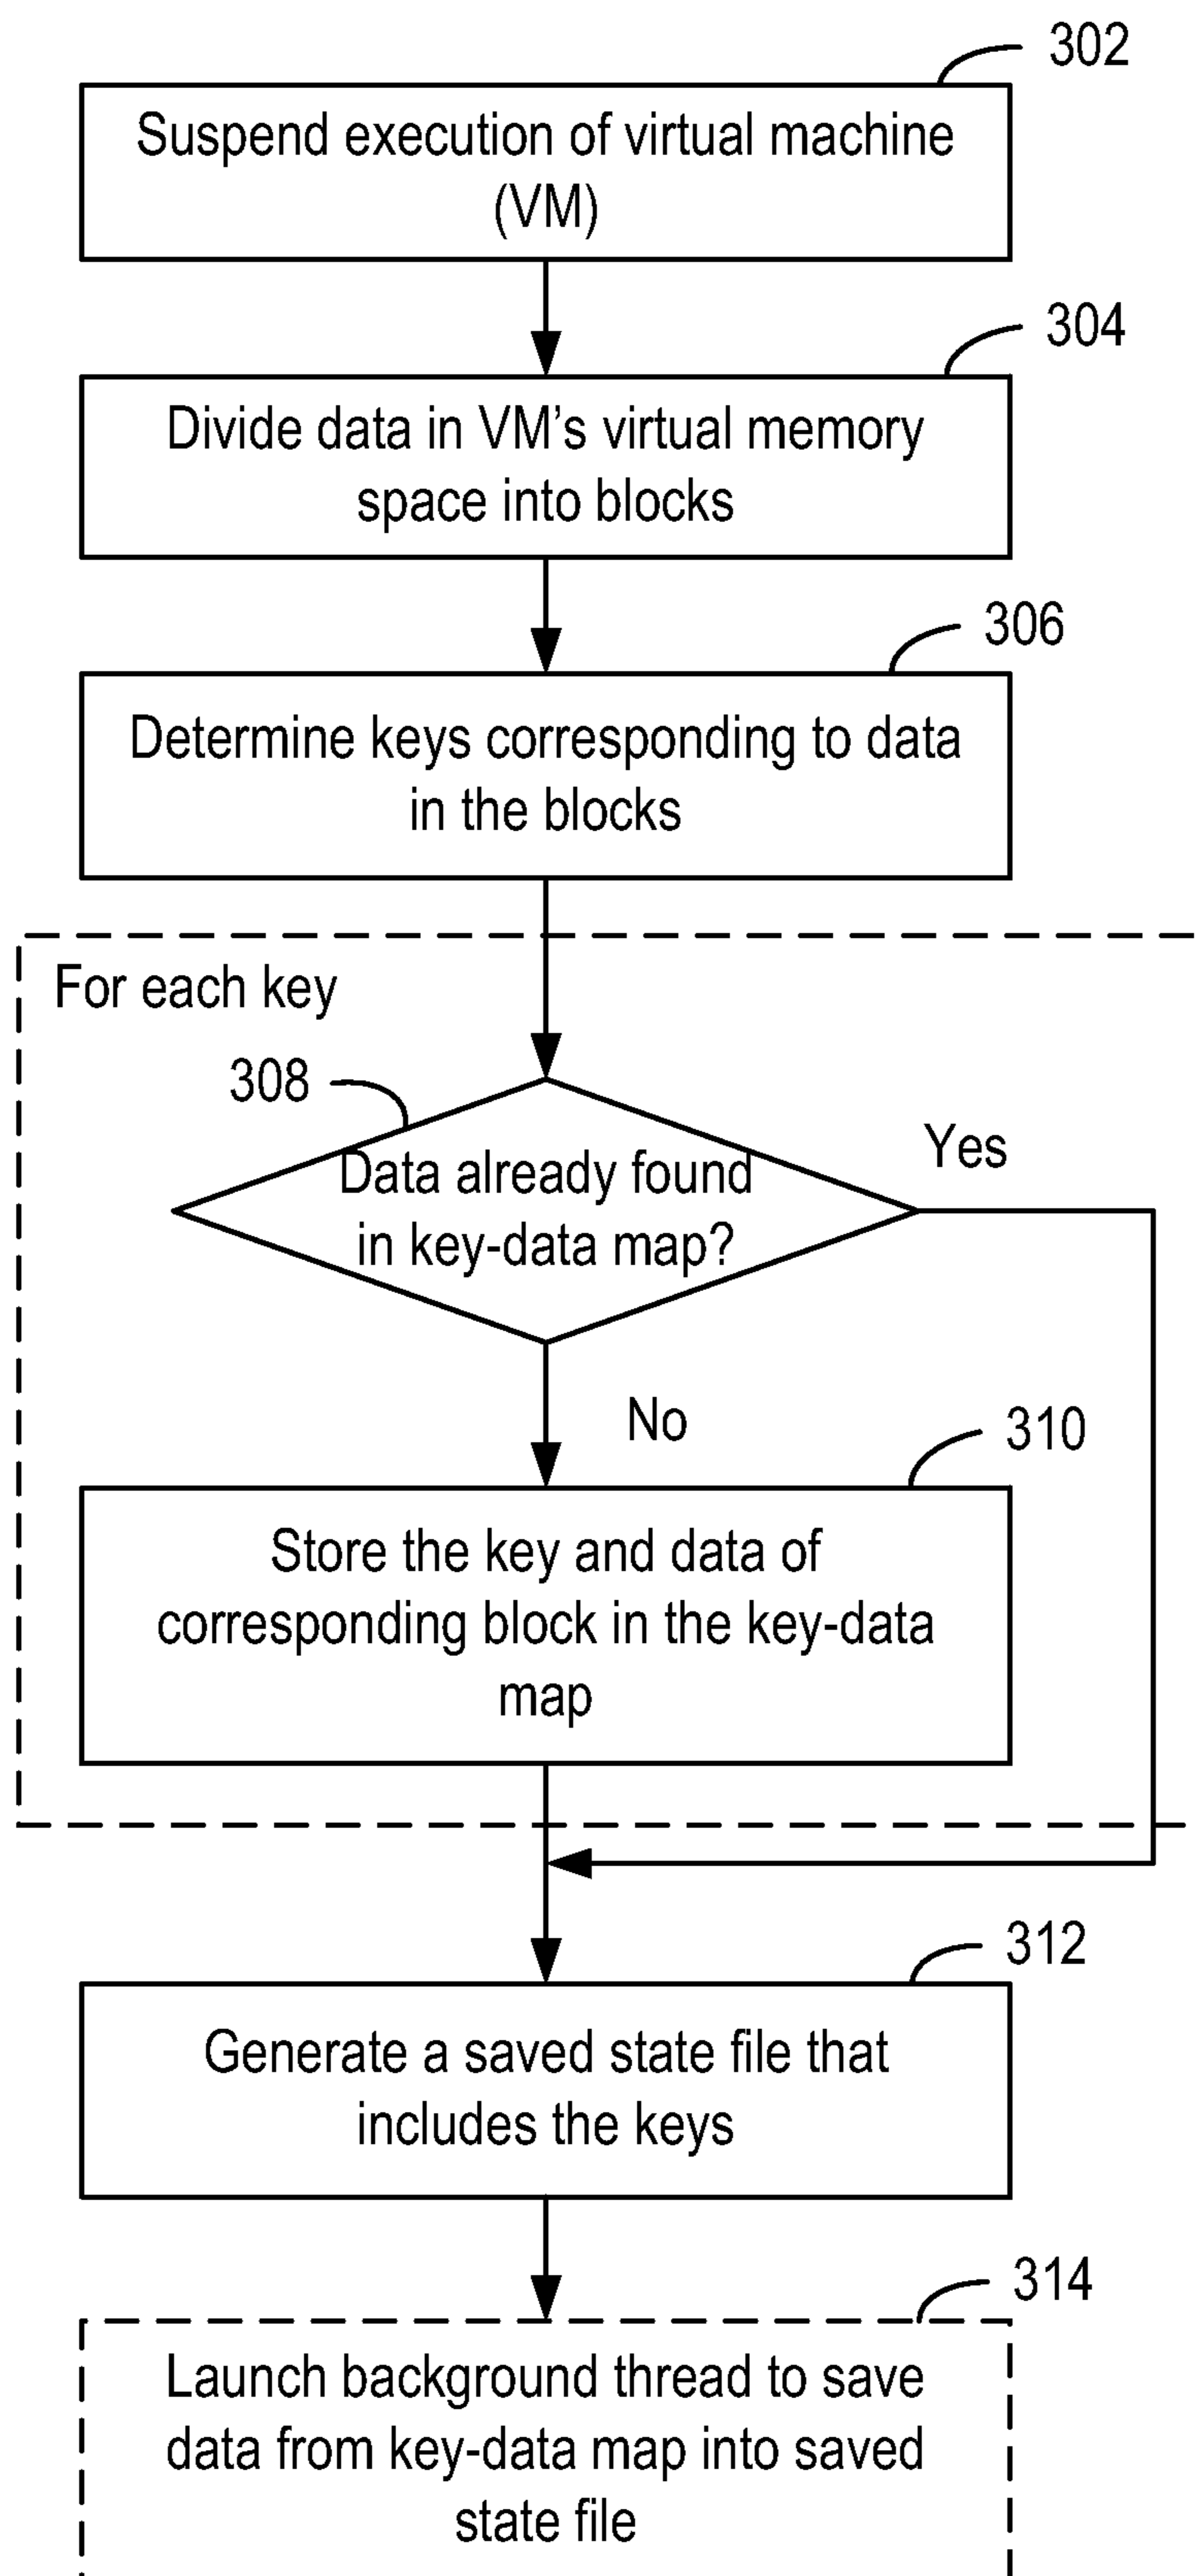 302
Suspend execution of virtual machine
(VM)
304
Divide data in VM’s virtual memory
space into blocks
306
Determine keys corresponding to data
in the blocks
For each key
308
Data already found
in key-data map?
Yes
No
310
Store the key and data of
corresponding block in the key-data
map
312
Generate a saved state file that
includes the keys
314
Launch background thread to save
data from key-data map into saved
state file